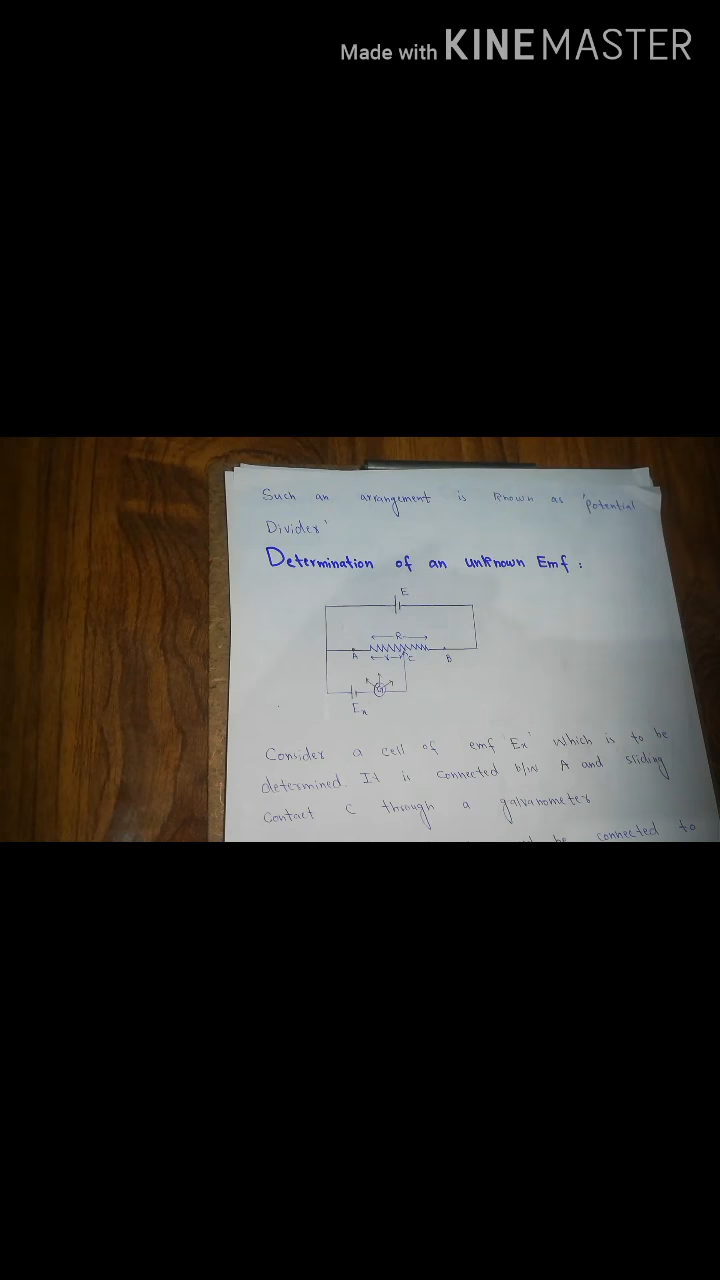 Made with KINEMASTER
Such an arrangement is known as 'potential
Divider'
Determination of an unknown Emf :
E
R
A r C B
G
Ex
Consider a cell of emf 'Ex' which is to be
determined. It is connected b/w A and sliding
contact C through a galvanometer
be connected to